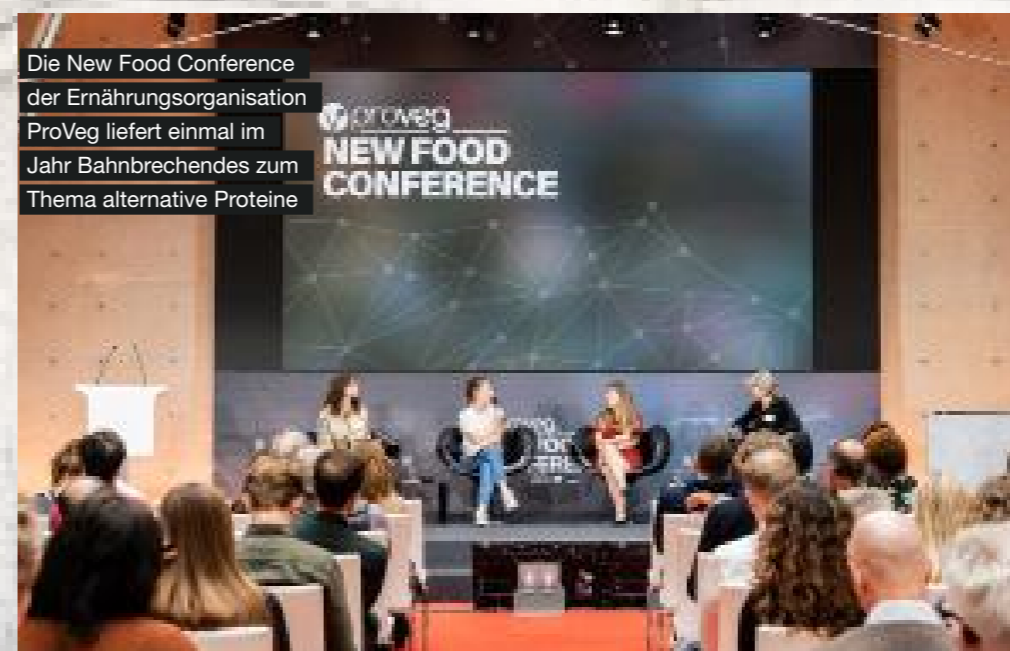 Die New Food Conference
der Ernährungsorganisation
ProVeg liefert einmal im
Jahr Bahnbrechendes zum
Thema alternative Proteine
proveg
NEW FOOD
CONFERENCE